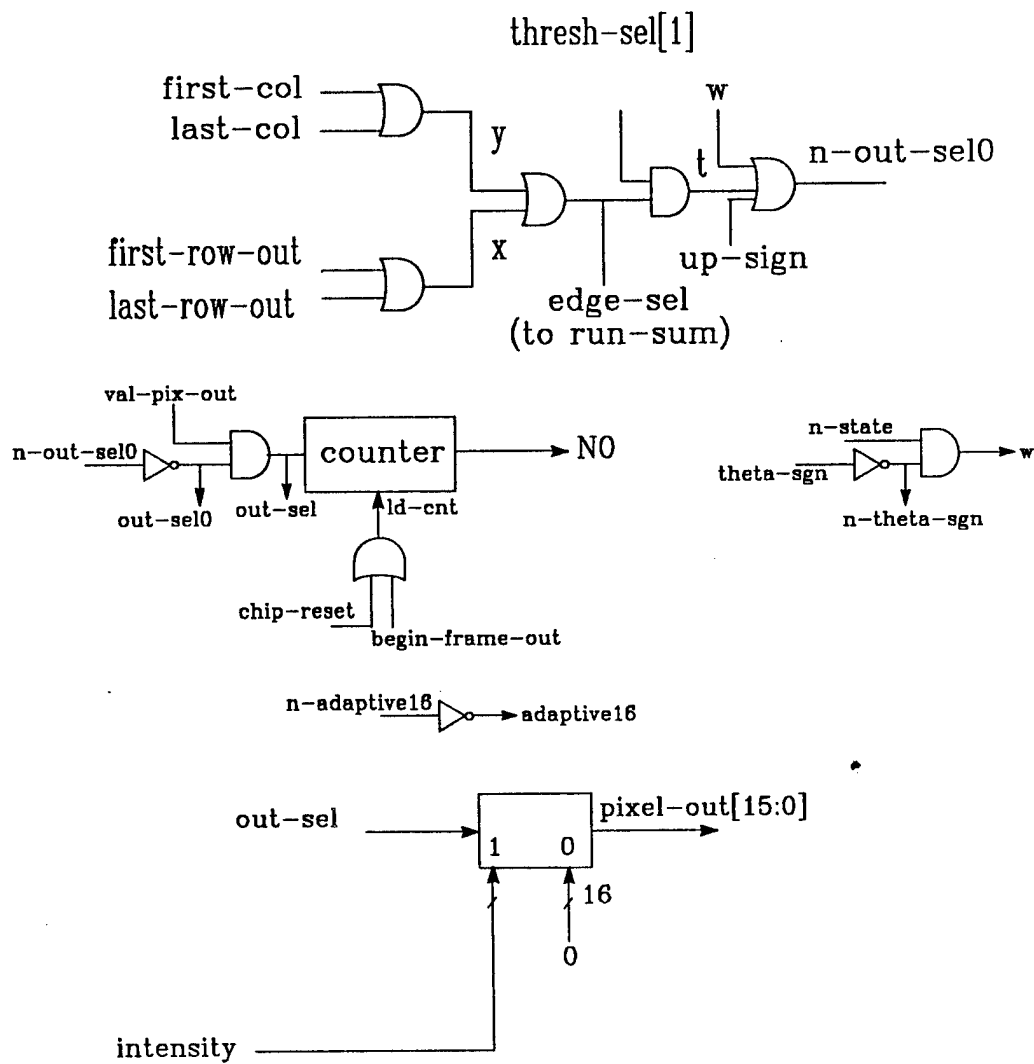 thresh-sel[1]
first-col
last-col
y
w
t
n-out-sel0
first-row-out
last-row-out
x
up-sign
edge-sel
(to run-sum)
val-pix-out
n-out-sel0
out-sel0
out-sel
counter
ld-cnt
N0
chip-reset
begin-frame-out
n-state
theta-sgn
w
n-theta-sgn
n-adaptive16
adaptive16
out-sel
pixel-out[15:0]
1 0
16
0
intensity